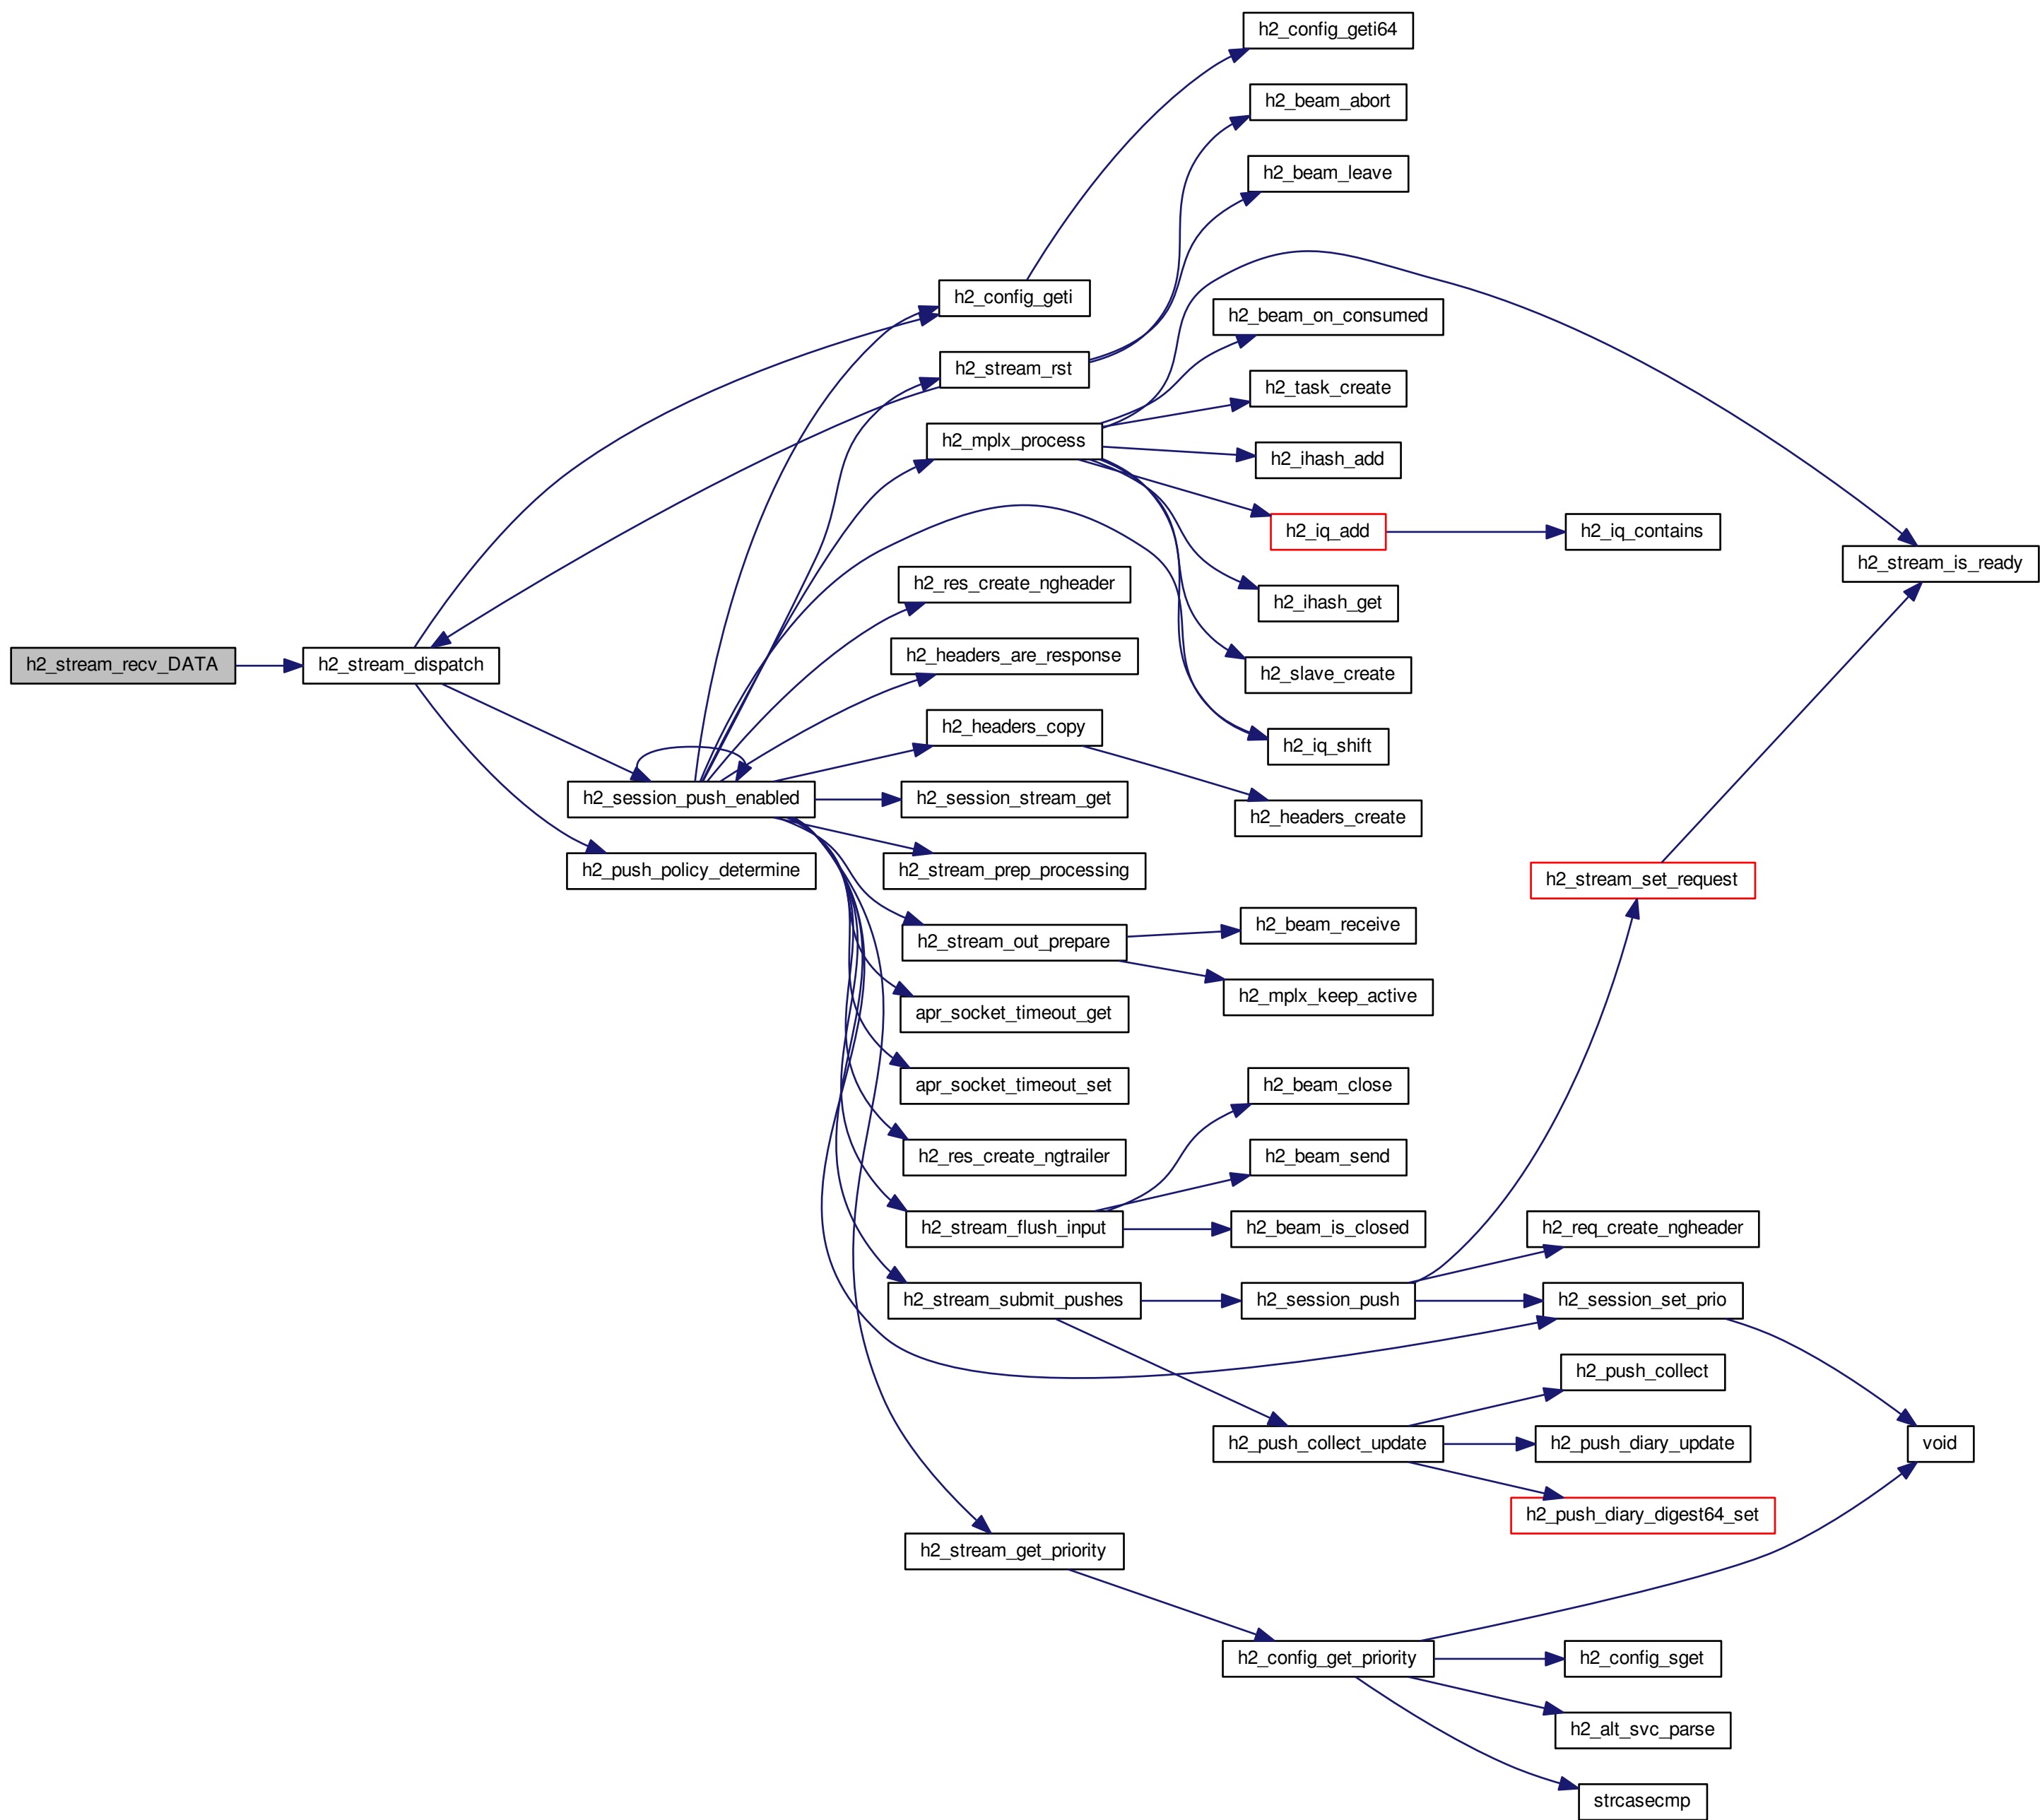 h2_config_geti64
h2_beam_abort
h2_beam_leave
h2_config_geti
h2_beam_on_consumed
h2_stream_rst
h2_task_create
h2_mplx_process
h2_ihash_add
h2_iq_add
h2_iq_contains
h2_stream_is_ready
h2_res_create_ngheader
h2_ihash_get
h2_headers_are_response
h2_stream_recv_DATA
h2_stream_dispatch
h2_slave_create
h2_headers_copy
h2_iq_shift
h2_session_push_enabled
h2_session_stream_get
h2_headers_create
h2_push_policy_determine
h2_stream_prep_processing
h2_stream_set_request
h2_stream_out_prepare
h2_beam_receive
h2_mplx_keep_active
apr_socket_timeout_get
apr_socket_timeout_set
h2_beam_close
h2_res_create_ngtrailer
h2_beam_send
h2_stream_flush_input
h2_beam_is_closed
h2_req_create_ngheader
h2_stream_submit_pushes
h2_session_push
h2_session_set_prio
h2_push_collect
h2_push_collect_update
h2_push_diary_update
void
h2_push_diary_digest64_set
h2_stream_get_priority
h2_config_get_priority
h2_config_sget
h2_alt_svc_parse
strcasecmp